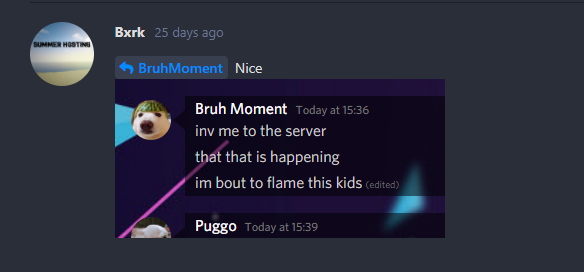 Bxrk 25 days ago
SUMMER HOSTING
BruhMoment Nice
Bruh Moment Today at 15:36
inv me to the server
that that is happening
im bout to flame this kids (edited)
Puggo Today at 15:39